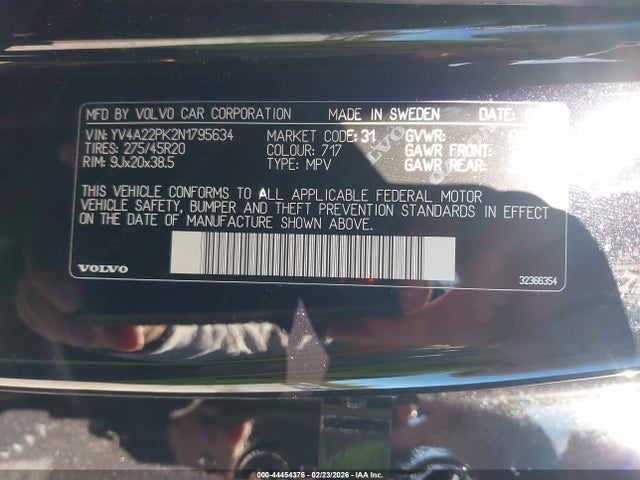 MFD BY VOLVO CAR CORPORATION MADE IN SWEDEN DATE:
VIN: YV4A22PK2N1795634 MARKET CODE: 31 GVWR:
TIRES: 275/45R20 COLOUR: 717 GAWR FRONT:
RIM: 9Jx20x38.5 TYPE: MPV GAWR REAR:
THIS VEHICLE CONFORMS TO ALL APPLICABLE FEDERAL MOTOR
VEHICLE SAFETY, BUMPER AND THEFT PREVENTION STANDARDS IN EFFECT
ON THE DATE OF MANUFACTURE SHOWN ABOVE.
VOLVO 32366354
000-44454376 - 02/23/2026 - IAAI.com